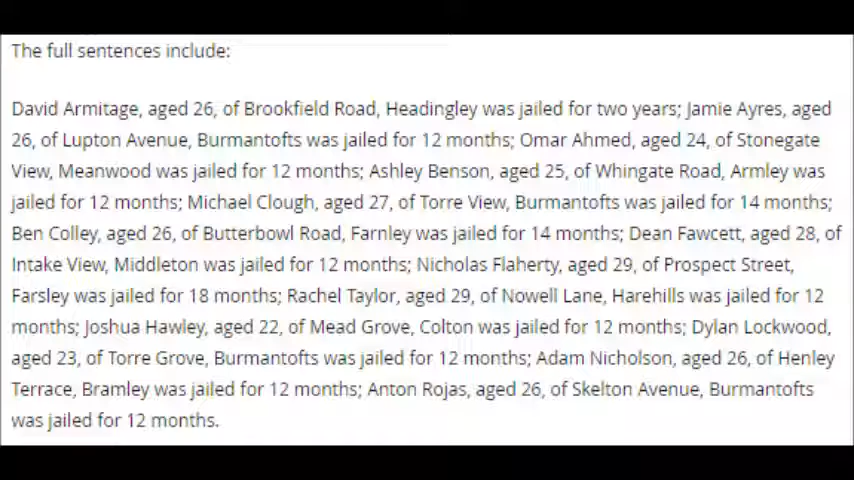 The full sentences include:
David Armitage, aged 26, of Brookfield Road, Headingley was jailed for two years; Jamie Ayres, aged
26, of Lupton Avenue, Burmantofts was jailed for 12 months; Omar Ahmed, aged 24, of Stonegate
View, Meanwood was jailed for 12 months; Ashley Benson, aged 25, of Whingate Road, Armley was
jailed for 12 months; Michael Clough, aged 27, of Torre View, Burmantofts was jailed for 14 months;
Ben Colley, aged 26, of Butterbowl Road, Farnley was jailed for 14 months; Dean Fawcett, aged 28, of
Intake View, Middleton was jailed for 12 months; Nicholas Flaherty, aged 29, of Prospect Street,
Farsley was jailed for 18 months; Rachel Taylor, aged 29, of Nowell Lane, Harehills was jailed for 12
months; Joshua Hawley, aged 22, of Mead Grove, Colton was jailed for 12 months; Dylan Lockwood,
aged 23, of Torre Grove, Burmantofts was jailed for 12 months; Adam Nicholson, aged 26, of Henley
Terrace, Bramley was jailed for 12 months; Anton Rojas, aged 26, of Skelton Avenue, Burmantofts
was jailed for 12 months.